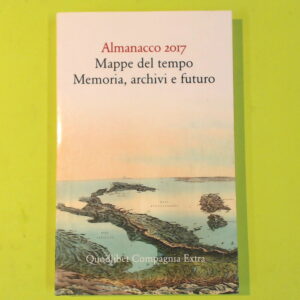 Almanacco 2017
Mappe del tempo
Memoria, archivi e futuro
Quodlibet Compagnia Extra